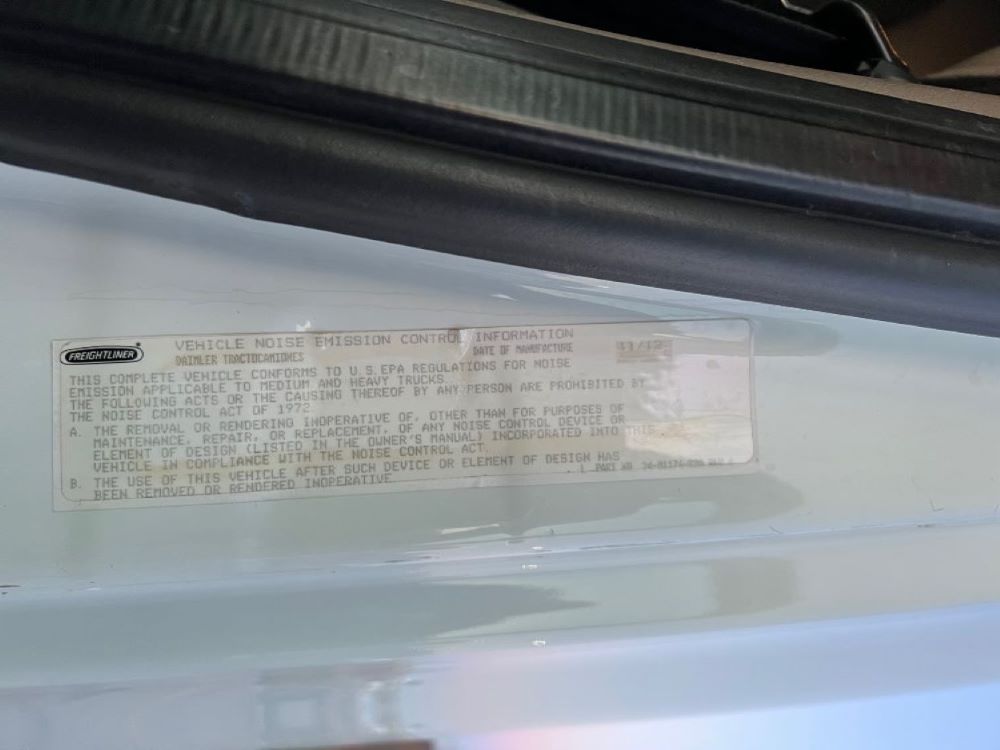 FREIGHTLINER
VEHICLE NOISE EMISSION CONTROL INFORMATION
DAIMLER TRACTOCAMIONES DATE OF MANUFACTURE 11/12
THIS COMPLETE VEHICLE CONFORMS TO U.S.EPA REGULATIONS FOR NOISE
EMISSION APPLICABLE TO MEDIUM AND HEAVY TRUCKS.
THE FOLLOWING ACTS OR THE CAUSING THEREOF BY ANY PERSON ARE PROHIBITED BY
THE NOISE CONTROL ACT OF 1972
A. THE REMOVAL OR RENDERING INOPERATIVE OF, OTHER THAN FOR PURPOSES OF
MAINTENANCE, REPAIR, OR REPLACEMENT, OF ANY NOISE CONTROL DEVICE OR
ELEMENT OF DESIGN (LISTED IN THE OWNER'S MANUAL) INCORPORATED INTO THIS
VEHICLE IN COMPLIANCE WITH THE NOISE CONTROL ACT.
B. THE USE OF THIS VEHICLE AFTER SUCH DEVICE OR ELEMENT OF DESIGN HAS
BEEN REMOVED OR RENDERED INOPERATIVE
PART NO